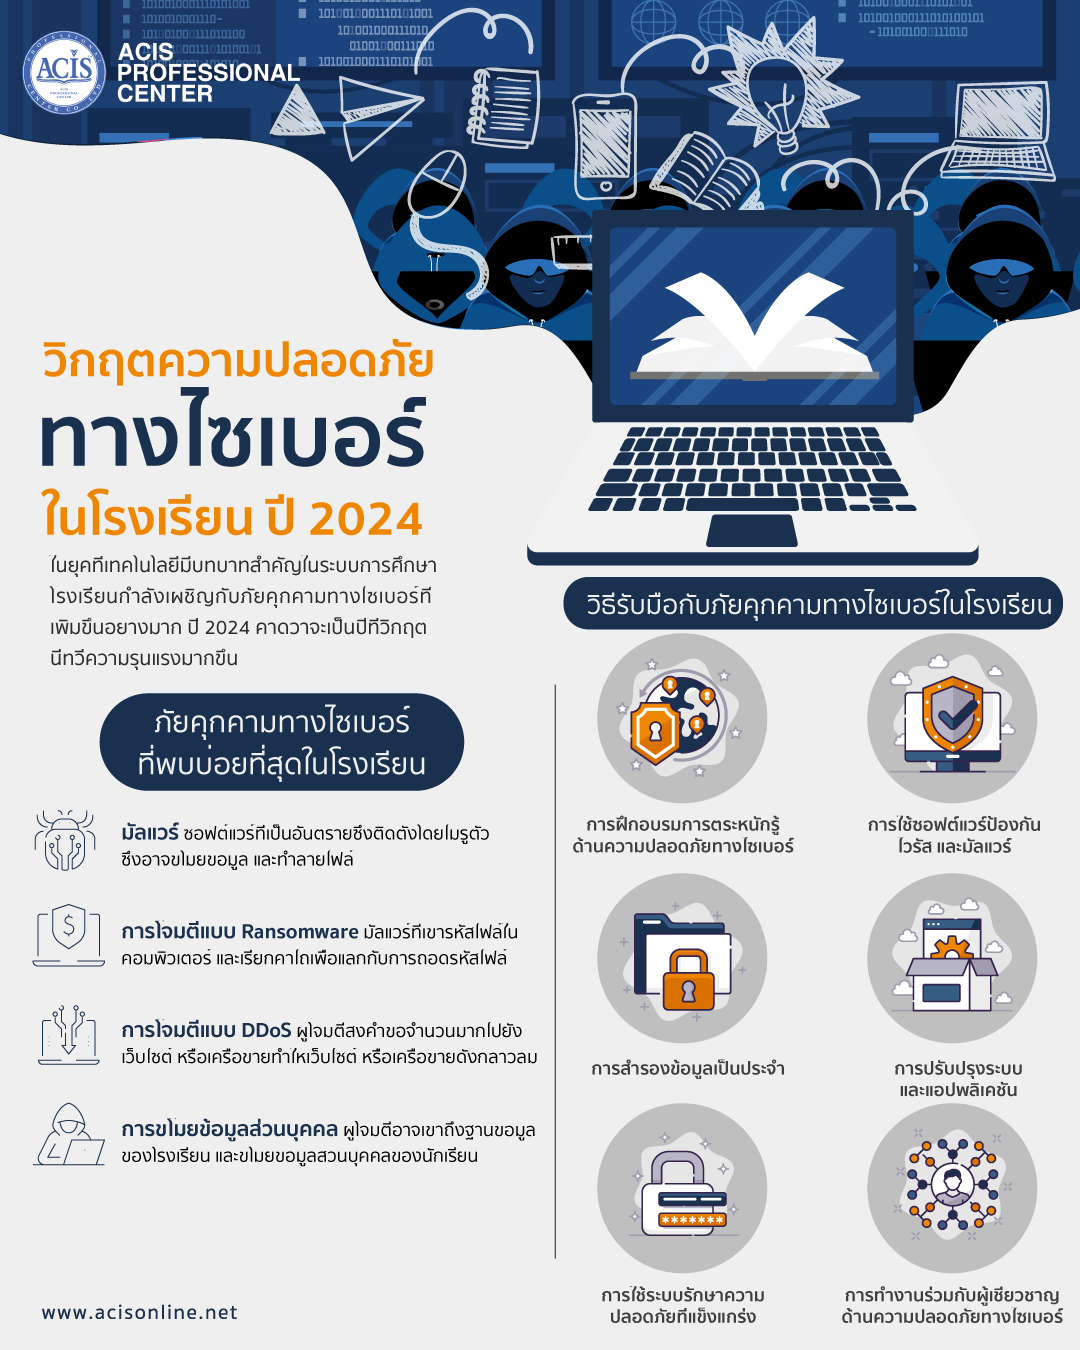 ACIS
PROFESSIONAL
CENTER
วิกฤตความปลอดภัย
ทางไซเบอร์
ในโรงเรียน ปี 2024
ในยุคที่เทคโนโลยีมีบทบาทสำคัญในระบบการศึกษา
โรงเรียนกำลังเผชิญกับภัยคุกคามทางไซเบอร์ที่
เพิ่มขึ้นอย่างมาก ปี 2024 คาดว่าจะเป็นปีที่วิกฤต
นี้ทวีความรุนแรงมากขึ้น
ภัยคุกคามทางไซเบอร์
ที่พบบ่อยที่สุดในโรงเรียน
มัลแวร์ ซอฟต์แวร์ที่เป็นอันตรายซึ่งติดตั้งโดยไม่รู้ตัว
ซึ่งอาจขโมยข้อมูล และทำลายไฟล์
การโจมตีแบบ Ransomware มัลแวร์ที่เข้ารหัสไฟล์ใน
คอมพิวเตอร์ และเรียกค่าไถ่เพื่อแลกกับการถอดรหัสไฟล์
การโจมตีแบบ DDoS ผู้โจมตีส่งคำขอจำนวนมากไปยัง
เว็บไซต์ หรือเครือข่ายทำให้เว็บไซต์ หรือเครือข่ายดังกล่าวล่ม
การขโมยข้อมูลส่วนบุคคล ผู้โจมตีอาจเข้าถึงฐานข้อมูล
ของโรงเรียน และขโมยข้อมูลส่วนบุคคลของนักเรียน
www.acisonline.net
วิธีรับมือกับภัยคุกคามทางไซเบอร์ในโรงเรียน
การฝึกอบรมการตระหนักรู้
ด้านความปลอดภัยทางไซเบอร์
การใช้ซอฟต์แวร์ป้องกัน
ไวรัส และมัลแวร์
การสำรองข้อมูลเป็นประจำ
การปรับปรุงระบบ
และแอปพลิเคชัน
การใช้ระบบรักษาความ
ปลอดภัยที่แข็งแกร่ง
การทำงานร่วมกับผู้เชี่ยวชาญ
ด้านความปลอดภัยทางไซเบอร์